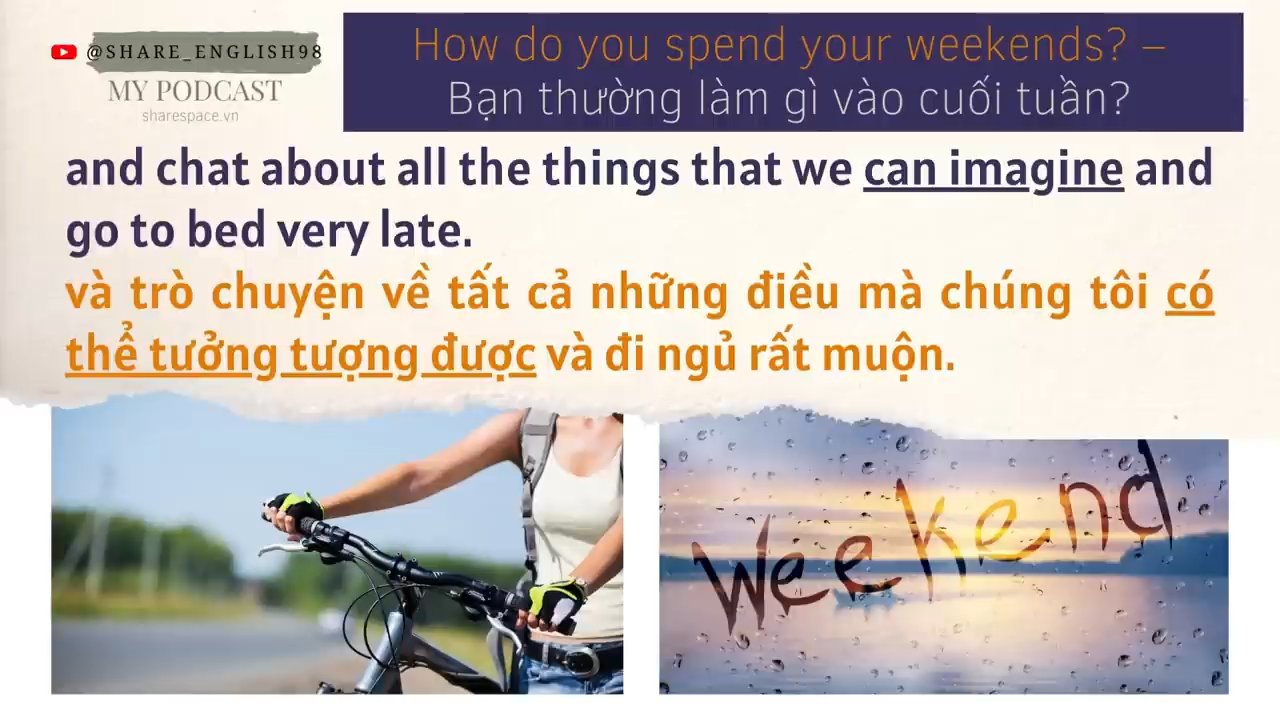 @SHARE_ENGLISH98
MY PODCAST
sharespace.vn
How do you spend your weekends? –
Bạn thường làm gì vào cuối tuần?
and chat about all the things that we can imagine and
go to bed very late.
và trò chuyện về tất cả những điều mà chúng tôi có
thể tưởng tượng được và đi ngủ rất muộn.
Weekend